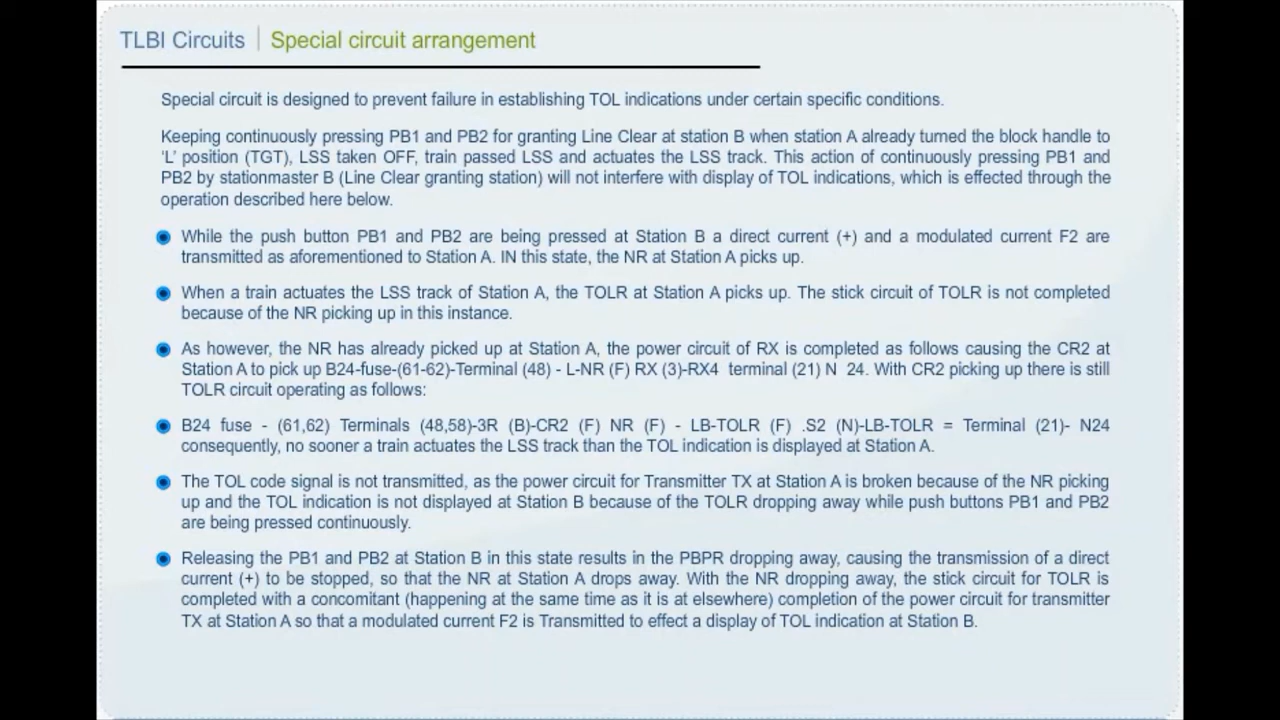 TLBI Circuits | Special circuit arrangement
Special circuit is designed to prevent failure in establishing TOL indications under certain specific conditions.
Keeping continuously pressing PB1 and PB2 for granting Line Clear at station B when station A already turned the block handle to
‘L’ position (TGT), LSS taken OFF, train passed LSS and actuates the LSS track. This action of continuously pressing PB1 and
PB2 by stationmaster B (Line Clear granting station) will not interfere with display of TOL indications, which is effected through the
operation described here below.
While the push button PB1 and PB2 are being pressed at Station B a direct current (+) and a modulated current F2 are
transmitted as aforementioned to Station A. IN this state, the NR at Station A picks up.
When a train actuates the LSS track of Station A, the TOLR at Station A picks up. The stick circuit of TOLR is not completed
because of the NR picking up in this instance.
As however, the NR has already picked up at Station A, the power circuit of RX is completed as follows causing the CR2 at
Station A to pick up B24-fuse-(61-62)-Terminal (48) - L-NR (F) RX (3)-RX4 terminal (21) N 24. With CR2 picking up there is still
TOLR circuit operating as follows:
B24 fuse - (61,62) Terminals (48,58)-3R (B)-CR2 (F) NR (F) - LB-TOLR (F) .S2 (N)-LB-TOLR = Terminal (21)- N24
consequently, no sooner a train actuates the LSS track than the TOL indication is displayed at Station A.
The TOL code signal is not transmitted, as the power circuit for Transmitter TX at Station A is broken because of the NR picking
up and the TOL indication is not displayed at Station B because of the TOLR dropping away while push buttons PB1 and PB2
are being pressed continuously.
Releasing the PB1 and PB2 at Station B in this state results in the PBPR dropping away, causing the transmission of a direct
current (+) to be stopped, so that the NR at Station A drops away. With the NR dropping away, the stick circuit for TOLR is
completed with a concomitant (happening at the same time as it is at elsewhere) completion of the power circuit for transmitter
TX at Station A so that a modulated current F2 is Transmitted to effect a display of TOL indication at Station B.